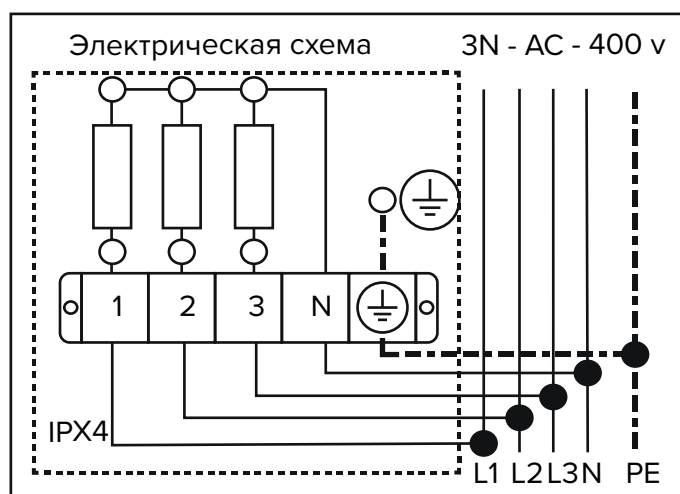 Электрическая схема
3N - AC - 400 v
1 2 3 N
IPX4
L1 L2 L3 N PE